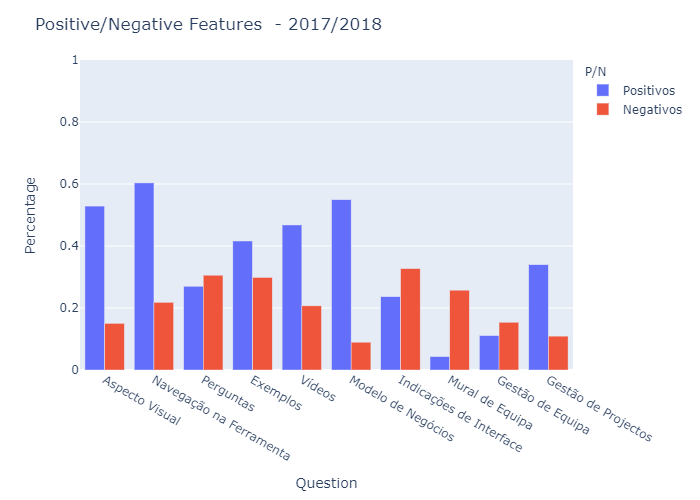 Positive/Negative Features - 2017/2018
P/N
Positivos
Negativos
Percentage
1
0.8
0.6
0.4
0.2
0
Aspecto Visual
Navegação na Ferramenta
Perguntas
Exemplos
Vídeos
Modelo de Negócios
Indicações de Interface
Mural de Equipa
Gestão de Equipa
Gestão de Projectos
Question